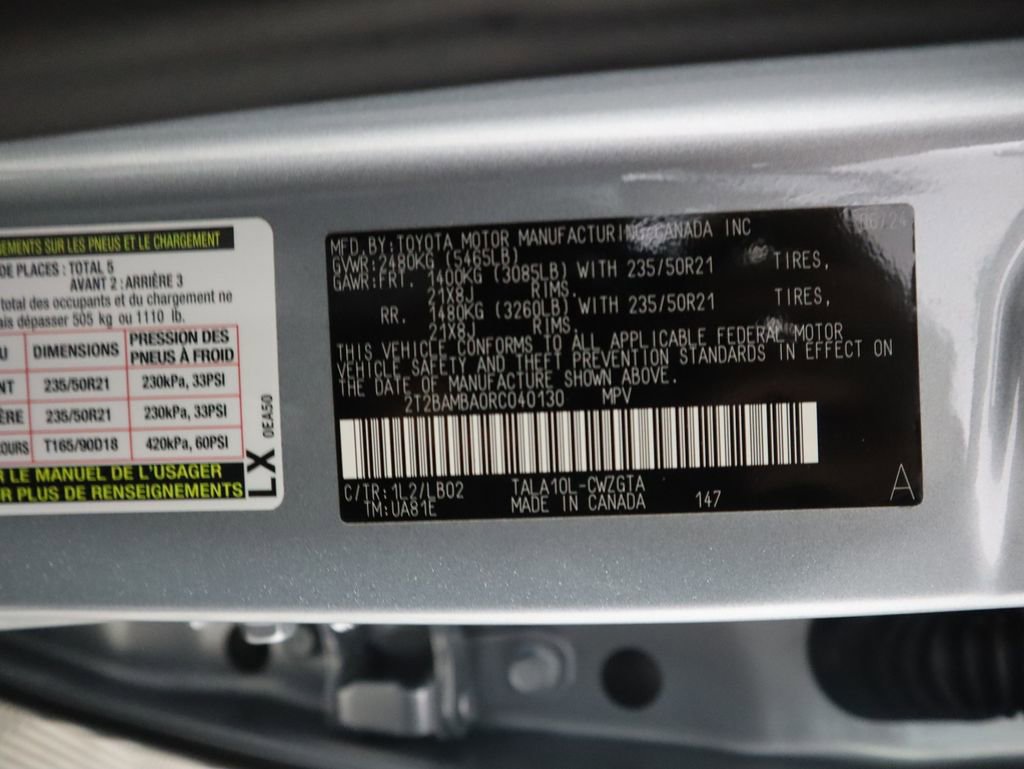 EMENTS SUR LES PNEUS ET LE CHARGEMENT
DE PLACES : TOTAL 5
AVANT 2 : ARRIÈRE 3
total des occupants et du chargement ne
ais dépasser 505 kg ou 1110 lb.
U DIMENSIONS PRESSION DES PNEUS À FROID
NT 235/50R21 230kPa, 33PSI
ÈRE 235/50R21 230kPa, 33PSI
OURS T165/90D18 420kPa, 60PSI
R LE MANUEL DE L'USAGER
R PLUS DE RENSEIGNEMENTS
LX 0EA50
MFD.BY:TOYOTA MOTOR MANUFACTURING CANADA INC 06/24
GVWR:2480KG (5465LB)
GAWR:FRT. 1400KG (3085LB) WITH 235/50R21 TIRES,
21X8J RIMS.
RR. 1480KG (3260LB) WITH 235/50R21 TIRES,
21X8J RIMS.
THIS VEHICLE CONFORMS TO ALL APPLICABLE FEDERAL MOTOR
VEHICLE SAFETY AND THEFT PREVENTION STANDARDS IN EFFECT ON
THE DATE OF MANUFACTURE SHOWN ABOVE.
2T2BAMBA0RC040130 MPV
C/TR:1L2/LB02 TALA10L-CWZGTA
TM:UA81E MADE IN CANADA 147
A